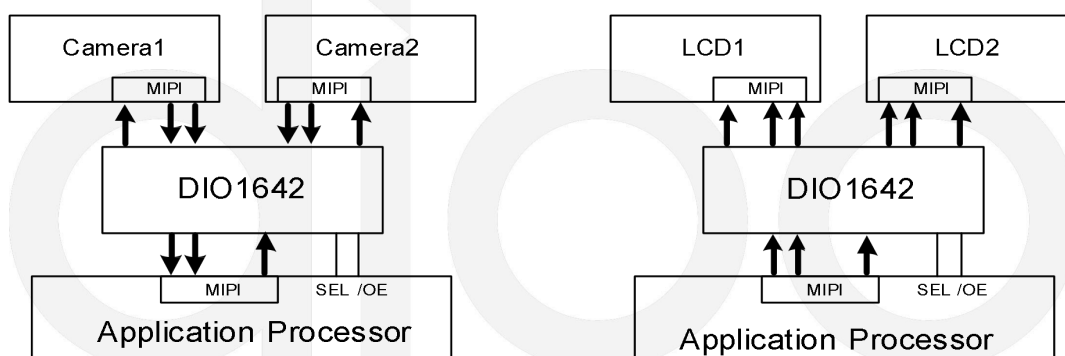 Camera1
MIPI
Camera2
MIPI
DIO1642
MIPI
SEL /OE
Application Processor
LCD1
MIPI
LCD2
MIPI
DIO1642
MIPI
SEL /OE
Application Processor